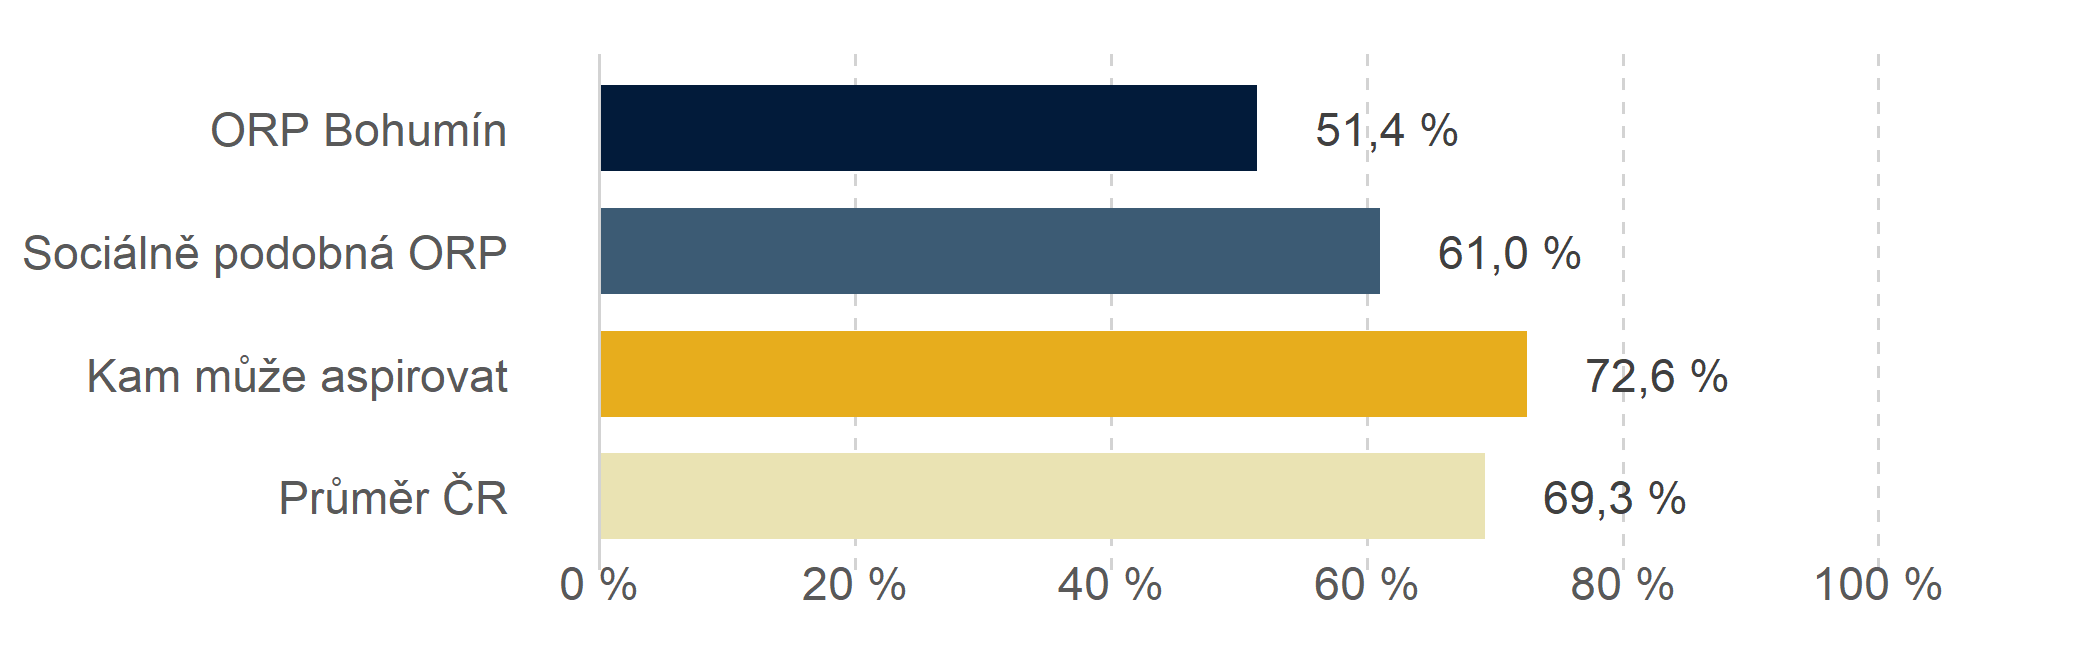 ORP Bohumín
51,4 %
Sociálně podobná ORP
61,0 %
Kam může aspirovat
72,6 %
Průměr ČR
69,3 %
0 %
20 %
40 %
60 %
80 %
100 %